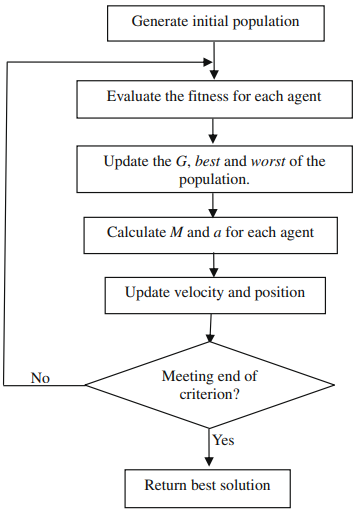 Generate initial population
Evaluate the fitness for each agent
Update the G, best and worst of the
population.
Calculate M and a for each agent
Update velocity and position
Meeting end of
criterion?
No
Yes
Return best solution